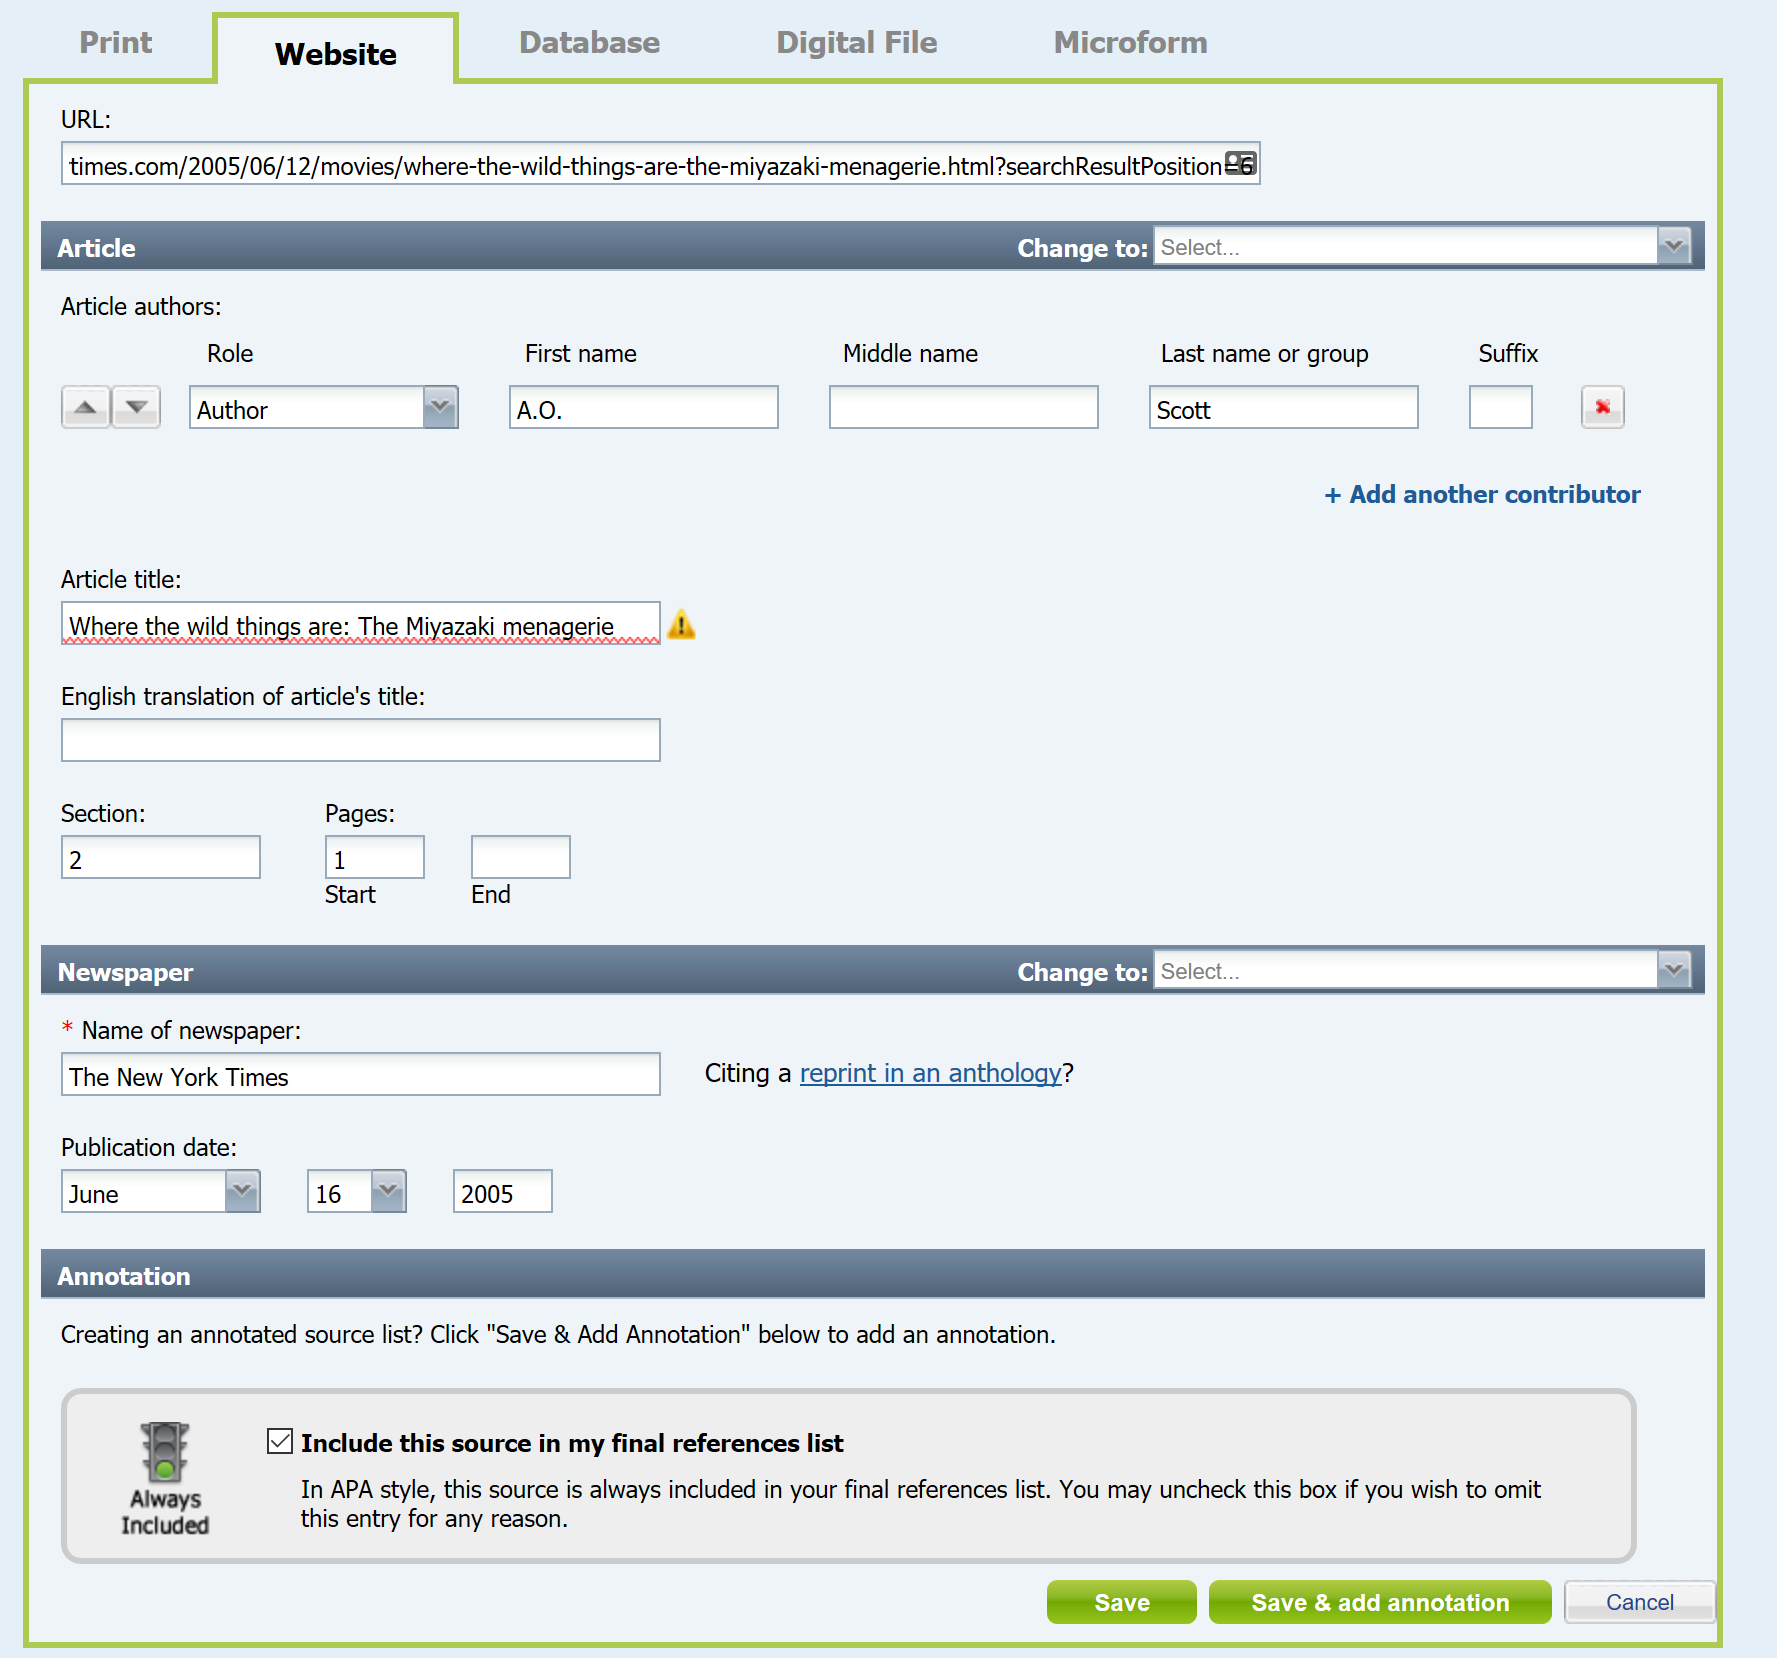 Print Website Database Digital File Microform
URL:
times.com/2005/06/12/movies/where-the-wild-things-are-the-miyazaki-menagerie.html?searchResultPosition=6
Article Change to: Select...
Article authors:
Role First name Middle name Last name or group Suffix
Author A.O. Scott
+ Add another contributor
Article title:
Where the wild things are: The Miyazaki menagerie
English translation of article's title:
Section: Pages:
2 1
Start End
Newspaper Change to: Select...
* Name of newspaper:
The New York Times Citing a reprint in an anthology?
Publication date:
June 16 2005
Annotation
Creating an annotated source list? Click "Save & Add Annotation" below to add an annotation.
Always
Included
Include this source in my final references list
In APA style, this source is always included in your final references list. You may uncheck this box if you wish to omit
this entry for any reason.
Save Save & add annotation Cancel